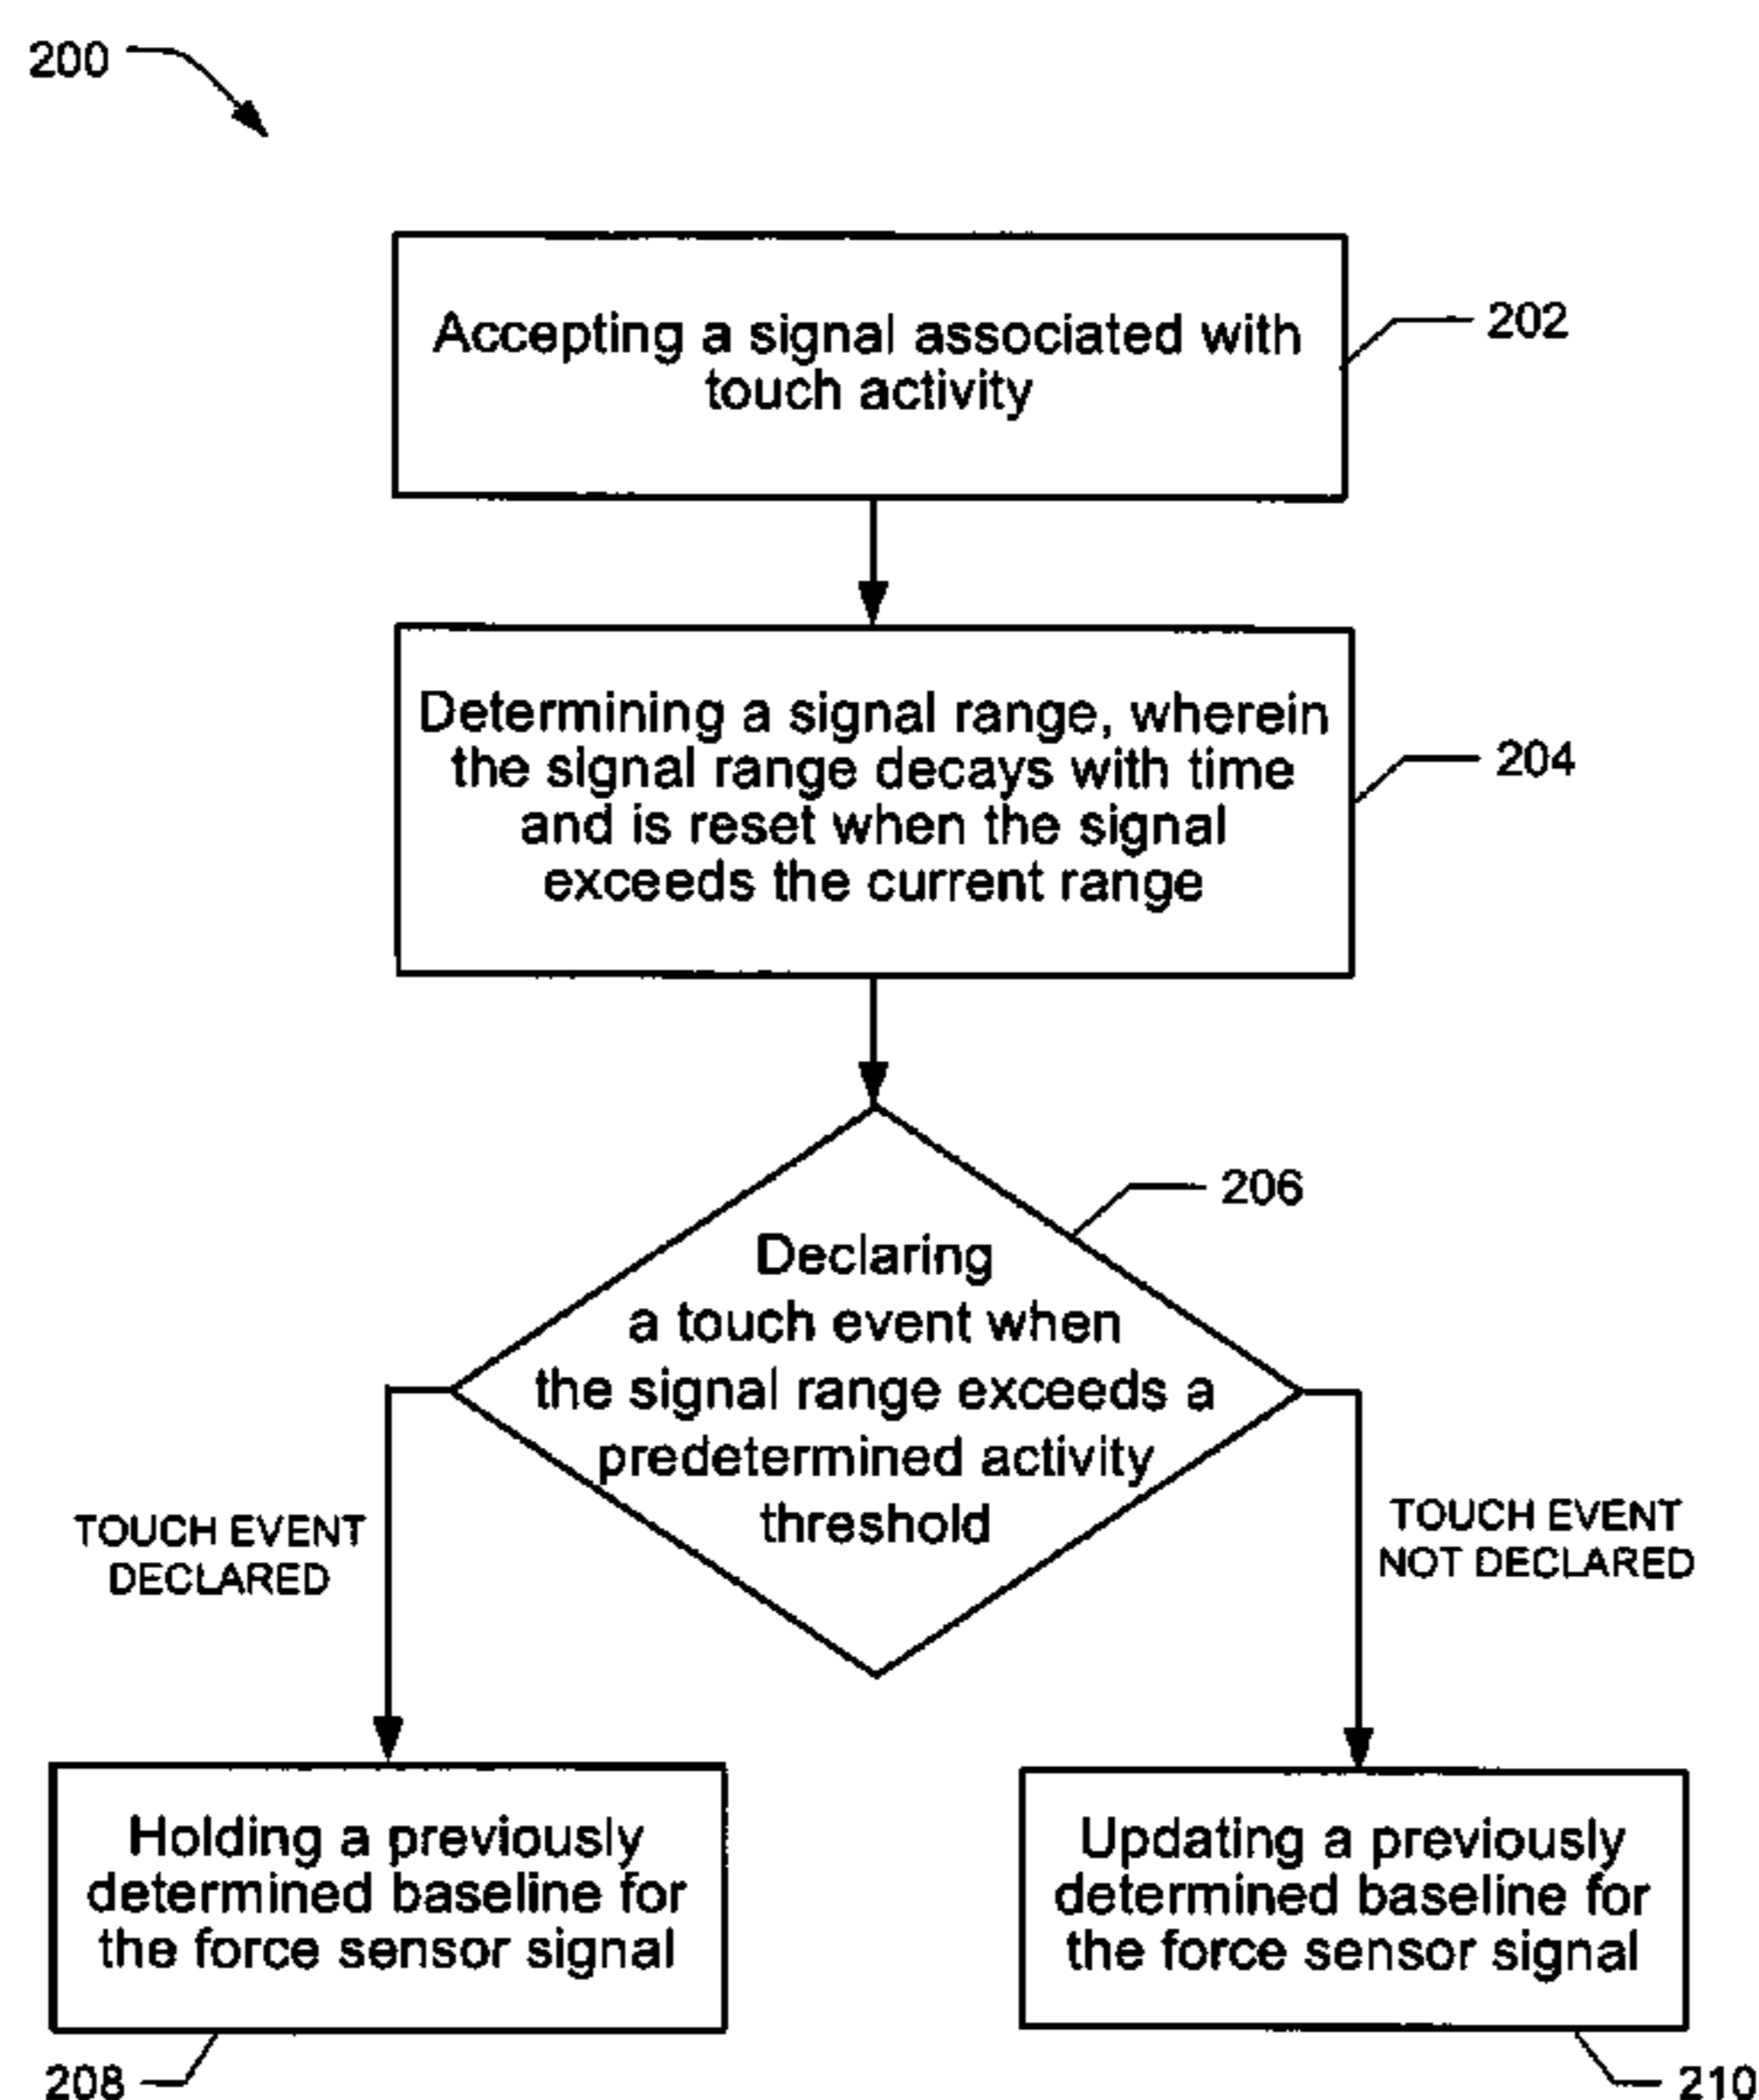 200
Accepting a signal associated with
touch activity
202
Determining a signal range, wherein
the signal range decays with time
and is reset when the signal
exceeds the current range
204
206
Declaring
a touch event when
the signal range exceeds a
predetermined activity
threshold
TOUCH EVENT
DECLARED
TOUCH EVENT
NOT DECLARED
Holding a previously
determined baseline for
the force sensor signal
208
Updating a previously
determined baseline for
the force sensor signal
210